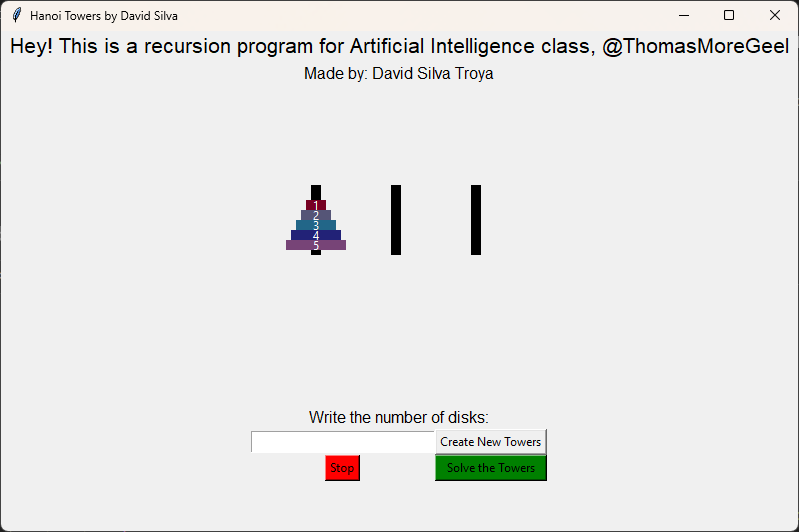 Hanoi Towers by David Silva
Hey! This is a recursion program for Artificial Intelligence class, @ThomasMoreGeel
Made by: David Silva Troya
1
2
3
4
5
Write the number of disks:
Create New Towers
Stop
Solve the Towers